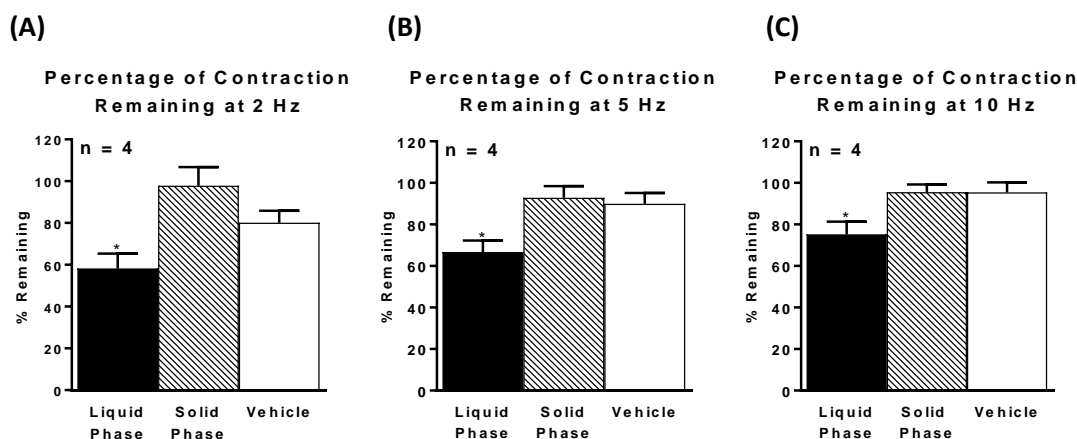 (A)
Percentage of Contraction
Remaining at 2 Hz
n = 4
% Remaining
120
100
80
60
40
20
0
*
Liquid Phase
Solid Phase
Vehicle
(B)
Percentage of Contraction
Remaining at 5 Hz
n = 4
% Remaining
120
100
80
60
40
20
0
*
Liquid Phase
Solid Phase
Vehicle
(C)
Percentage of Contraction
Remaining at 10 Hz
n = 4
% Remaining
120
100
80
60
40
20
0
*
Liquid Phase
Solid Phase
Vehicle